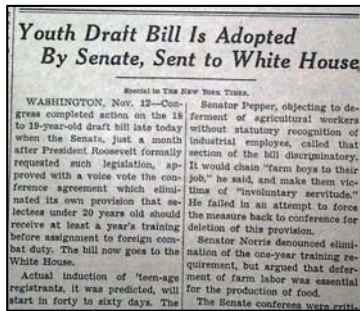 Youth Draft Bill Is Adopted
By Senate, Sent to White House
Special to THE NEW YORK TIMES.
WASHINGTON, Nov. 12—Con-
gress completed action on the 18
to 19-year-old draft bill late today
when the Senate, just a month
after President Roosevelt formally
requested such legislation, ap-
proved with a voice vote the con-
ference agreement which elimi-
nated its own provision that se-
lectees under 20 years old should
receive at least a year's training
before assignment to foreign com-
bat duty. The bill now goes to the
White House.
Actual induction of 'teen-age
registrants, it was predicted, will
start in forty to sixty days. The
Senator Pepper, objecting to de-
ferment of agricultural workers
without statutory recognition of
industrial employes, called that
section of the bill discriminatory.
It would chain "farm boys to their
job," he said, and make them vic-
tims of "involuntary servitude."
He failed in an attempt to force
the measure back to conference for
deletion of this provision.
Senator Norris denounced elimi-
nation of the one-year training re-
quirement, but argued that defer-
ment of farm labor was essential
for the production of food.
The Senate conferees were criti-